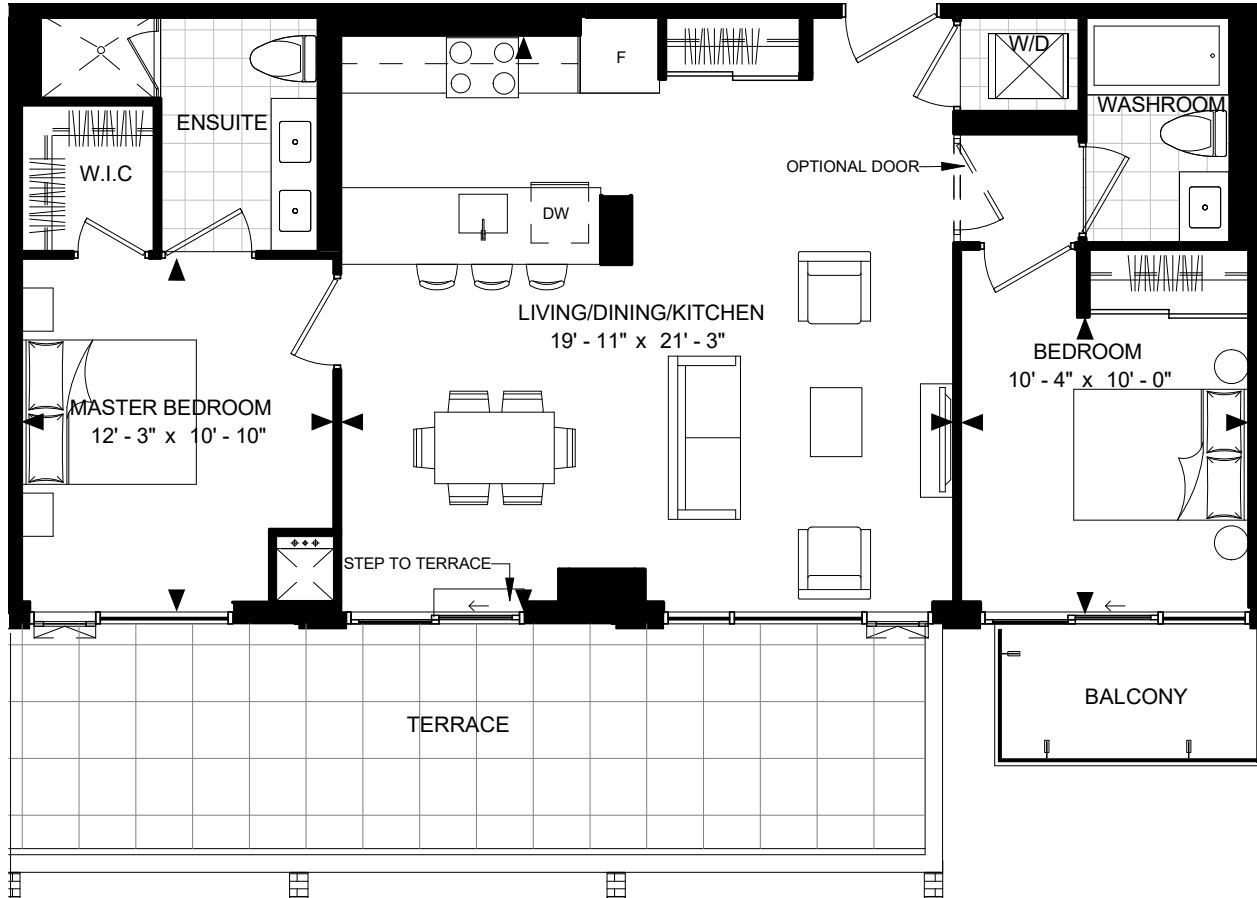 F
W/D
WASHROOM
ENSUITE
W.I.C
OPTIONAL DOOR
DW
LIVING/DINING/KITCHEN
19' - 11" x 21' - 3"
BEDROOM
10' - 4" x 10' - 0"
MASTER BEDROOM
12' - 3" x 10' - 10"
STEP TO TERRACE
BALCONY
TERRACE